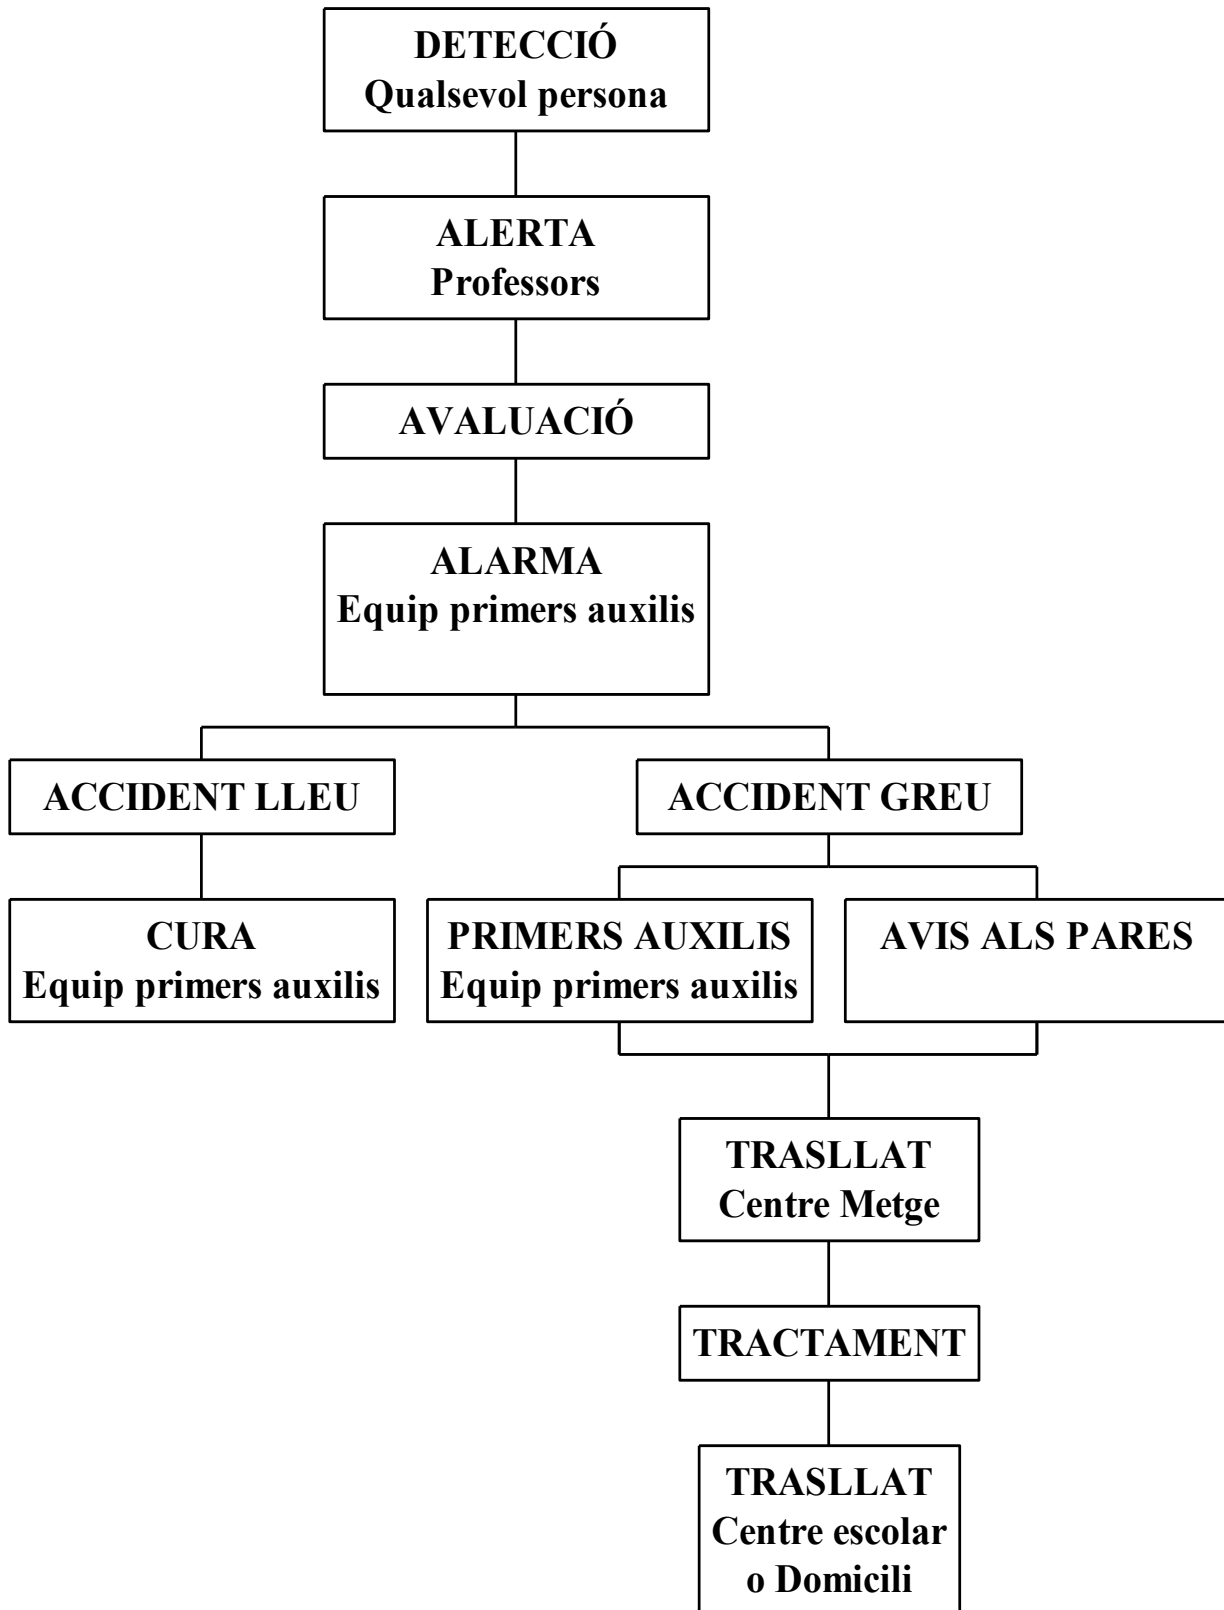 DETECCIÓ
Qualsevol persona
ALERTA
Professors
AVALUACIÓ
ALARMA
Equip primers auxilis
ACCIDENT LLEU
ACCIDENT GREU
CURA
Equip primers auxilis
PRIMERS AUXILIS
Equip primers auxilis
AVIS ALS PARES
TRASLLAT
Centre Metge
TRACTAMENT
TRASLLAT
Centre escolar
o Domicili